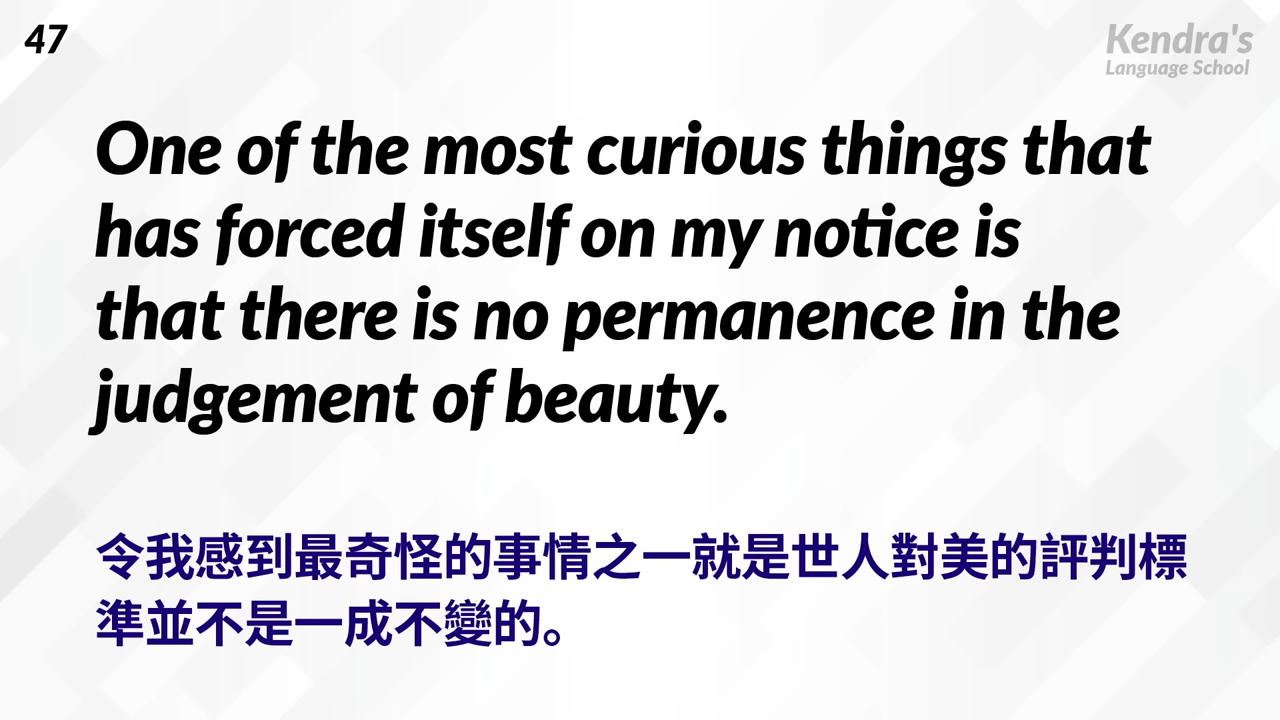 47
Kendra's
Language School
One of the most curious things that
has forced itself on my notice is
that there is no permanence in the
judgement of beauty.
令我感到最奇怪的事情之一就是世人對美的評判標
準並不是一成不變的。